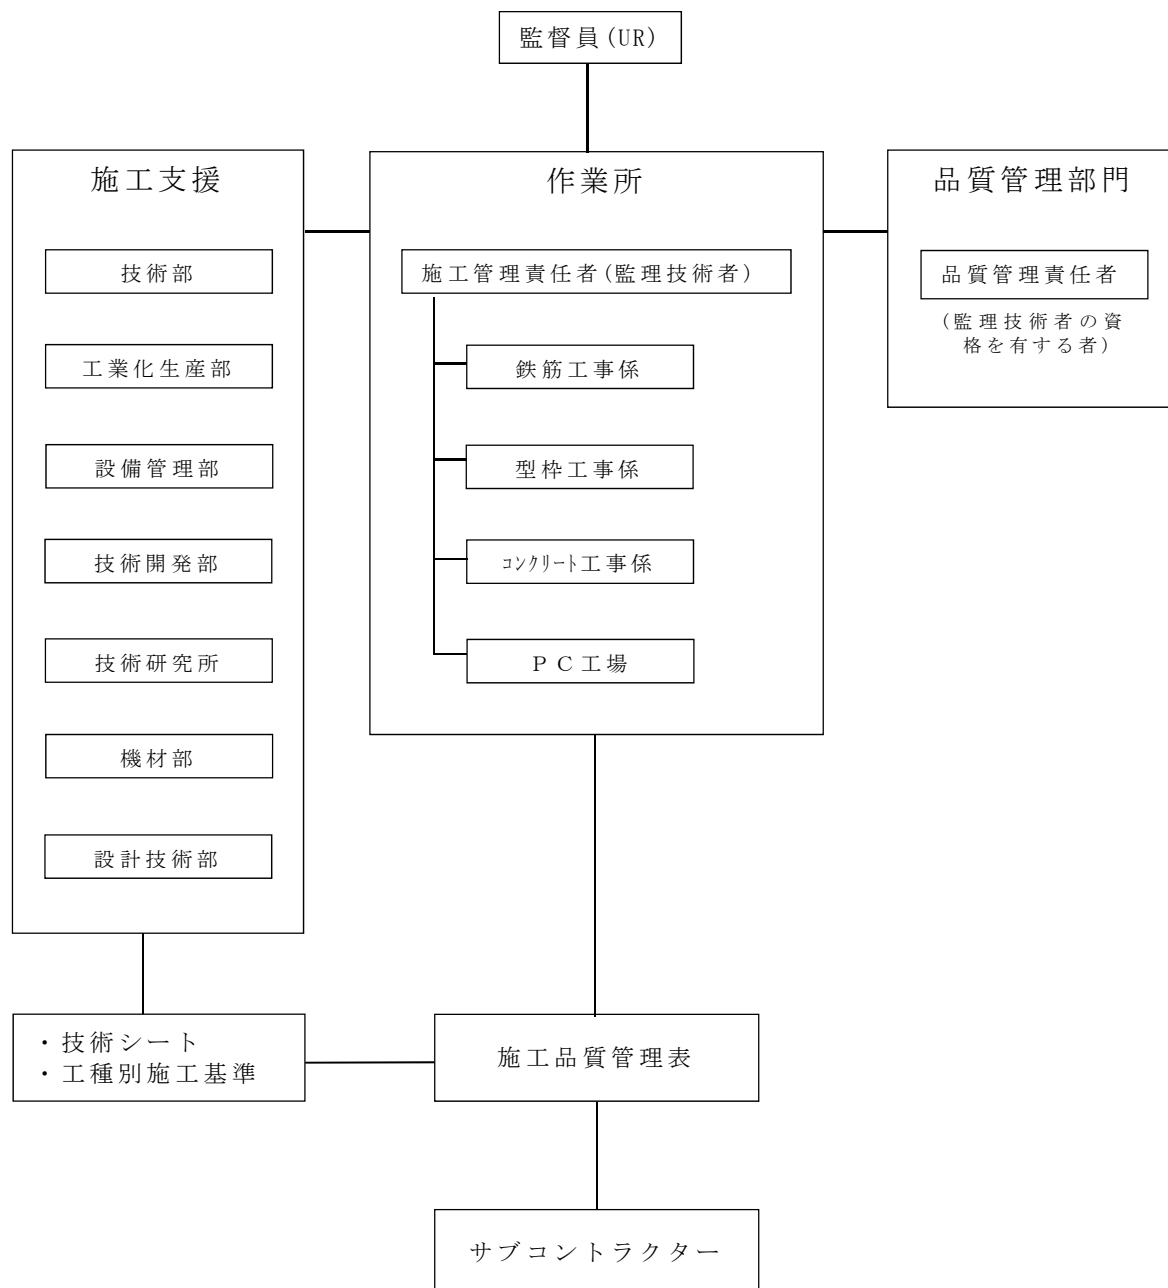 監督員(UR)
施工支援
技術部
工業化生産部
設備管理部
技術開発部
技術研究所
機材部
設計技術部
作業所
施工管理責任者(監理技術者)
鉄筋工事係
型枠工事係
コンクリート工事係
PC工場
品質管理部門
品質管理責任者
(監理技術者の資
格を有する者)
・技術シート
・工種別施工基準
施工品質管理表
サブコントラクター